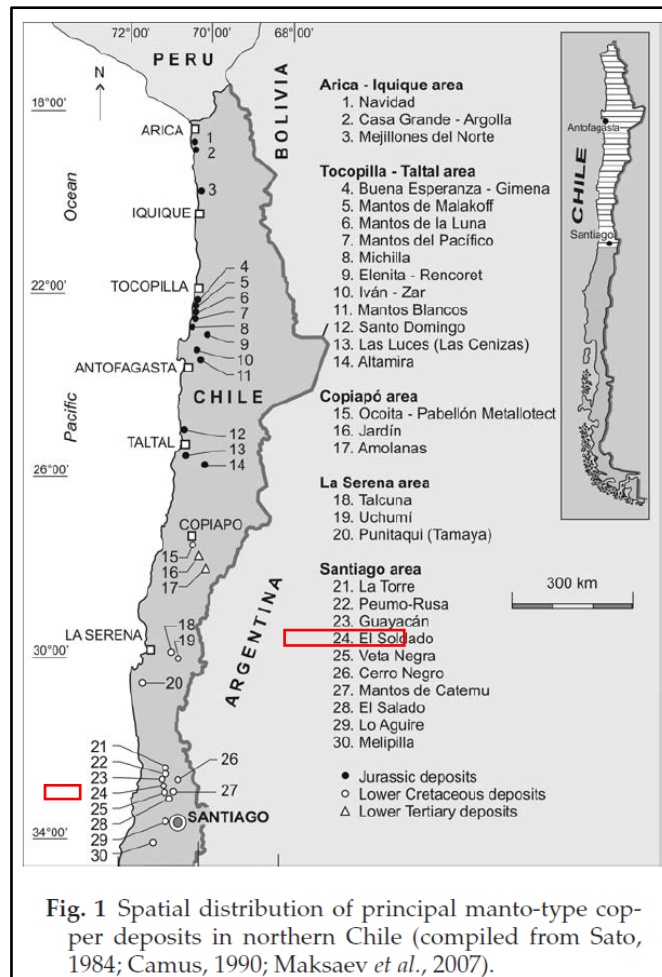 72°00' 70°00' 68°00'
PERU
N
BOLIVIA
18°00'
ARICA
1
2
Ocean
3
IQUIQUE
22°00'
TOCOPILLA
4
5
6
7
8
9
10
ANTOFAGASTA
11
CHILE
Pacific
12
TALTAL
13
14
26°00'
COPIAPO
15
16
17
ARGENTINA
LA SERENA
18
19
30°00'
20
21
22
23
24
25
28
29
30
26
27
SANTIAGO
34°00'
Arica - Iquique area
1. Navidad
2. Casa Grande - Argolla
3. Mejillones del Norte
Tocopilla - Taltal area
4. Buena Esperanza - Gimena
5. Mantos de Malakoff
6. Mantos de la Luna
7. Mantos del Pacífico
8. Michilla
9. Elenita - Rencoret
10. Iván - Zar
11. Mantos Blancos
12. Santo Domingo
13. Las Luces (Las Cenizas)
14. Altamira
Copiapó area
15. Ocoita - Pabellón Metallotect
16. Jardín
17. Amolanas
La Serena area
18. Talcuna
19. Uchumí
20. Punitaqui (Tamaya)
Santiago area
21. La Torre
22. Peumo-Rusa
23. Guayacán
24. El Soldado
25. Veta Negra
26. Cerro Negro
27. Mantos de Catemu
28. El Salado
29. Lo Aguire
30. Melipilla
Jurassic deposits
Lower Cretaceous deposits
Lower Tertiary deposits
Antofagasta
CHILE
Santiago
300 km
Fig. 1 Spatial distribution of principal manto-type cop-
per deposits in northern Chile (compiled from Sato,
1984; Camus, 1990; Maksaev et al., 2007).